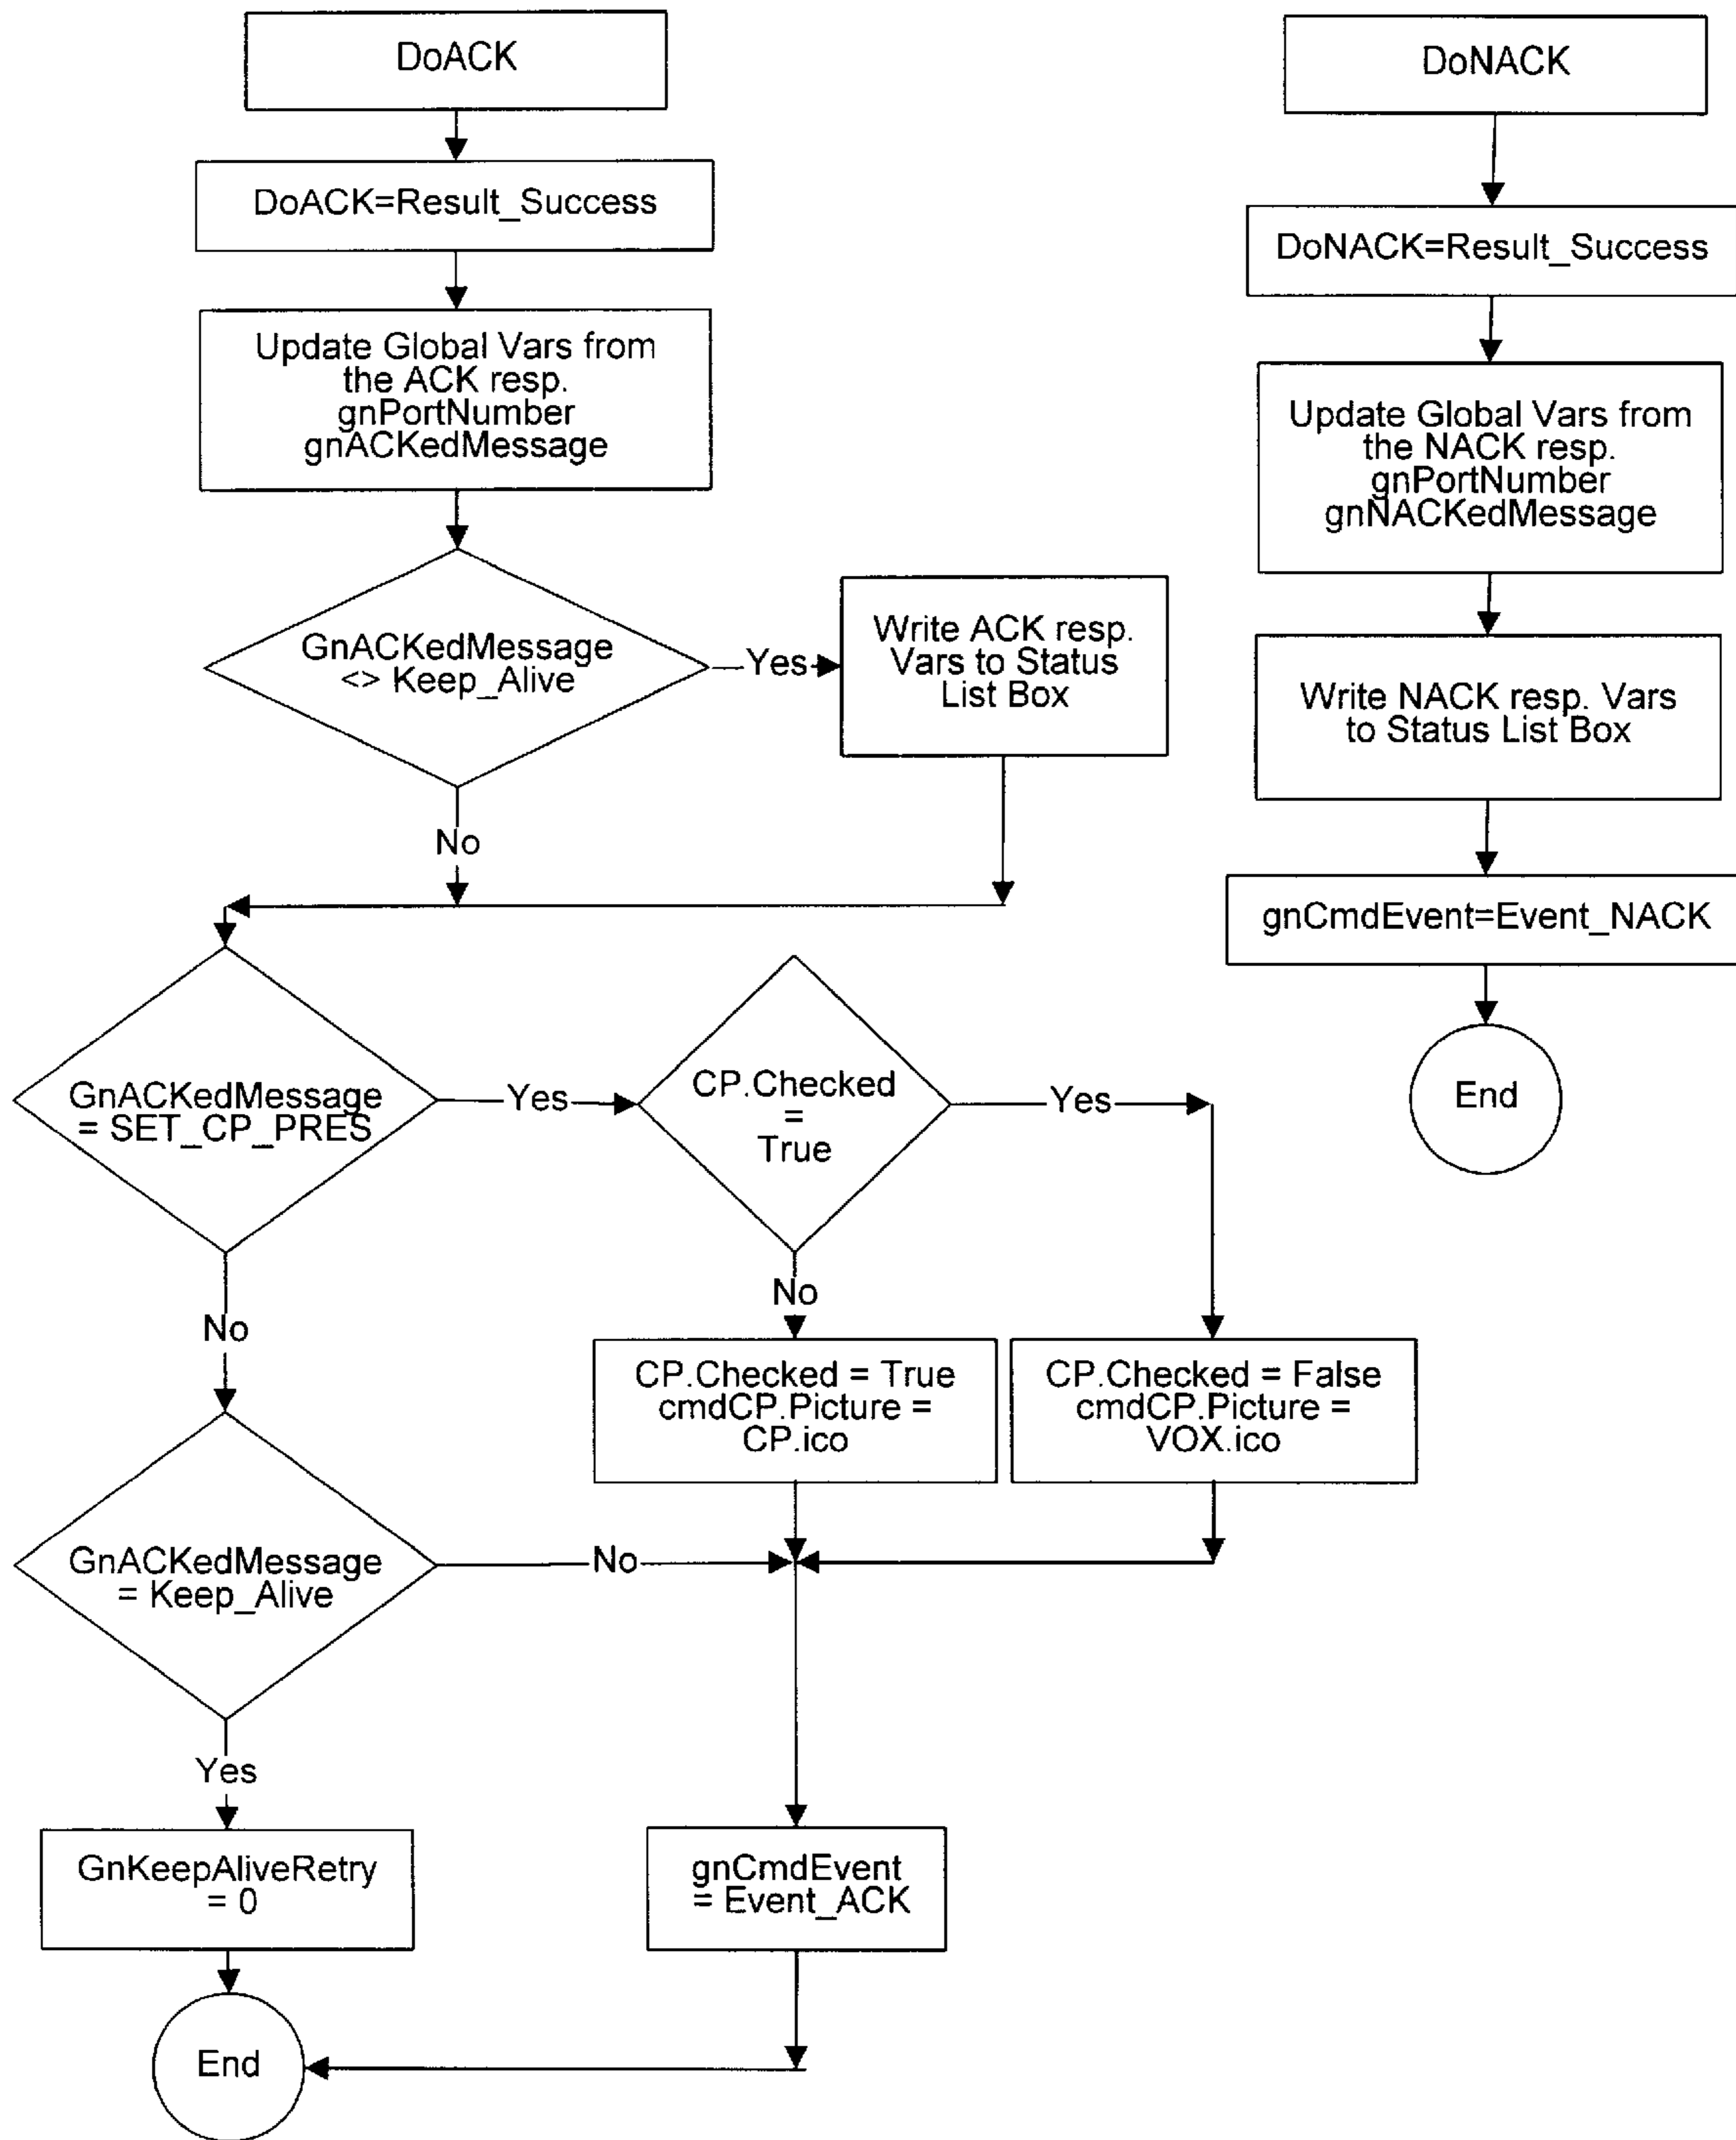 DoACK
DoACK=Result_Success
Update Global Vars from
the ACK resp.
gnPortNumber
gnACKedMessage
GnACKedMessage
<> Keep_Alive
Yes
Write ACK resp.
Vars to Status
List Box
No
GnACKedMessage
= SET_CP_PRES
Yes
CP.Checked
=
True
Yes
No
No
CP.Checked = True
cmdCP.Picture =
CP.ico
CP.Checked = False
cmdCP.Picture =
VOX.ico
GnACKedMessage
= Keep_Alive
No
Yes
GnKeepAliveRetry
= 0
gnCmdEvent
= Event_ACK
End
DoNACK
DoNACK=Result_Success
Update Global Vars from
the NACK resp.
gnPortNumber
gnNACKedMessage
Write NACK resp. Vars
to Status List Box
gnCmdEvent=Event_NACK
End